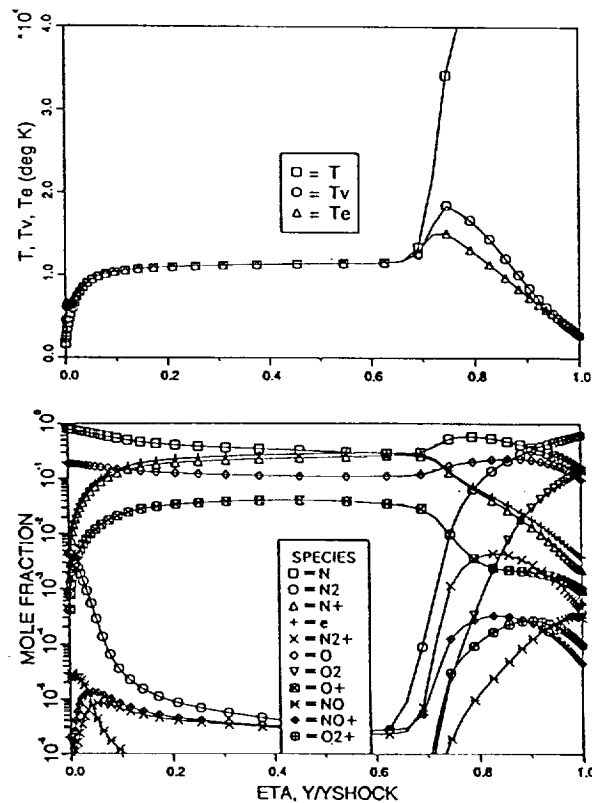 *10⁴
4.0
3.0
2.0
1.0
0.0
T, Tv, Te (deg K)
□ = T
○ = Tv
△ = Te
0.0 0.2 0.4 0.6 0.8 1.0
10⁰
10⁻¹
10⁻²
10⁻³
10⁻⁴
10⁻⁵
10⁻⁶
MOLE FRACTION
SPECIES
= N
= N2
= N+
= e
= N2+
= O
= O2
= O+
= NO
= NO+
= O2+
0.0 0.2 0.4 0.6 0.8 1.0
ETA, Y/YSHOCK